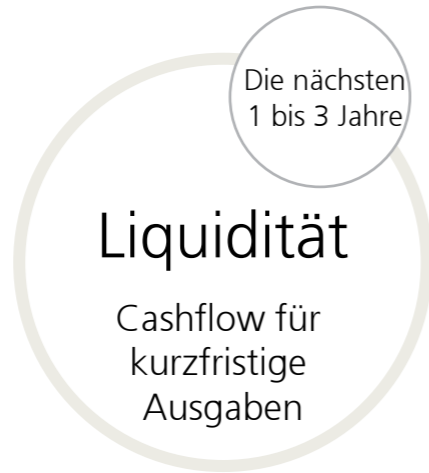 Die nächsten
1 bis 3 Jahre
Liquidität
Cashflow für
kurzfristige
Ausgaben